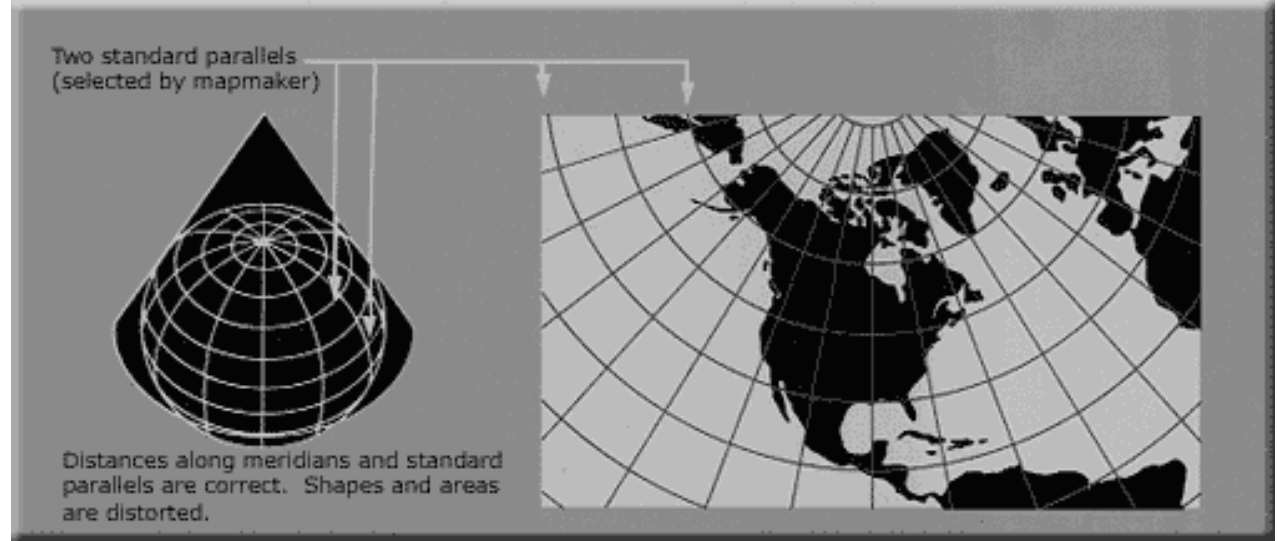 Two standard parallels
(selected by mapmaker)
Distances along meridians and standard
parallels are correct.  Shapes and areas
are distorted.